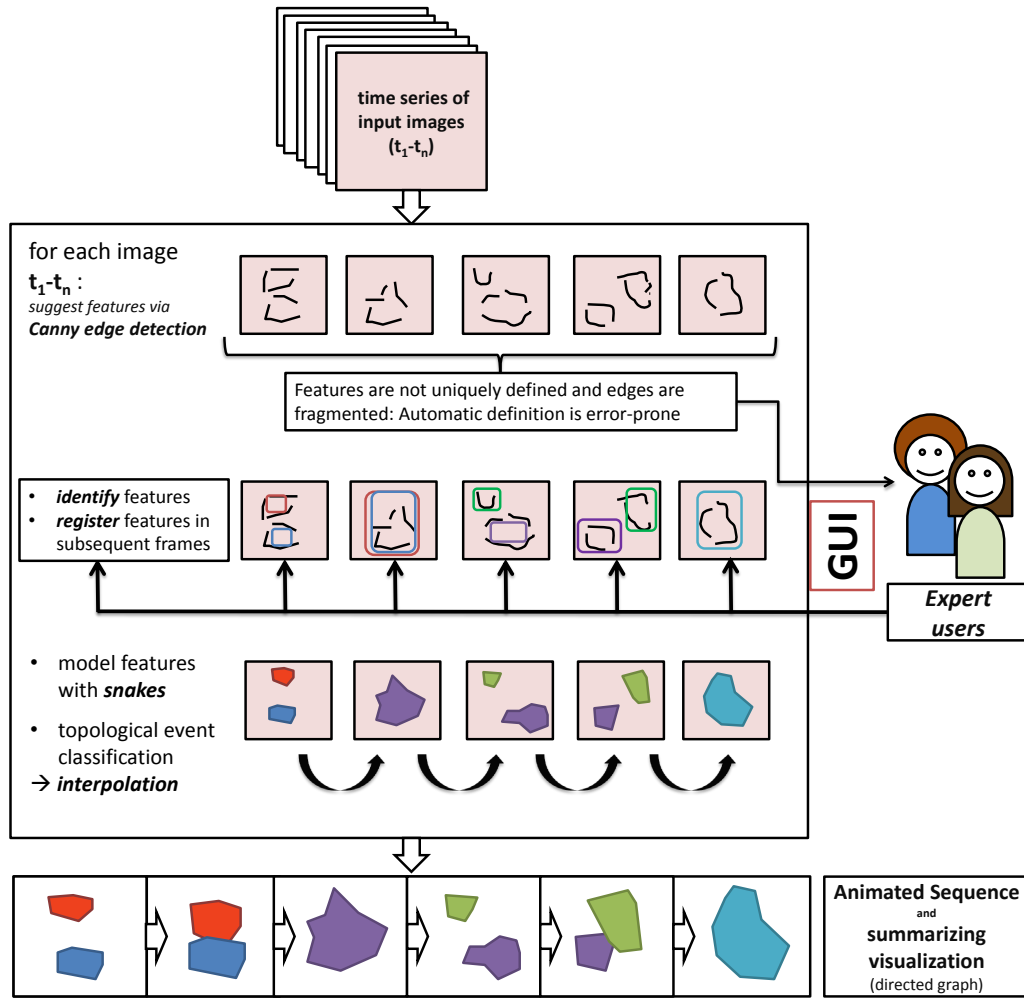 time series of
input images
(t₁-tₙ)
for each image
t₁-tₙ :
suggest features via
Canny edge detection
Features are not uniquely defined and edges are
fragmented: Automatic definition is error-prone
• identify features
• register features in
subsequent frames
GUI
Expert
users
• model features
with snakes
• topological event
classification
→ interpolation
Animated Sequence
and
summarizing
visualization
(directed graph)